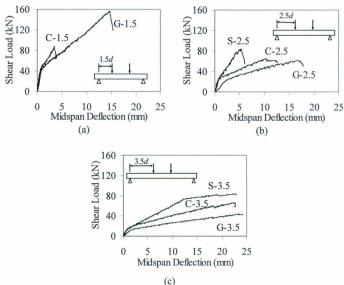 160
120
80
40
0
Shear Load (kN)
C-1.5
G-1.5
1.5d
0 5 10 15 20 25
Midspan Deflection (mm)
(a)
160
120
80
40
0
Shear Load (kN)
2.5d
S-2.5
C-2.5
G-2.5
0 5 10 15 20 25
Midspan Deflection (mm)
(b)
160
120
80
40
0
Shear Load (kN)
3.5d
S-3.5
C-3.5
G-3.5
0 5 10 15 20 25
Midspan Deflection (mm)
(c)